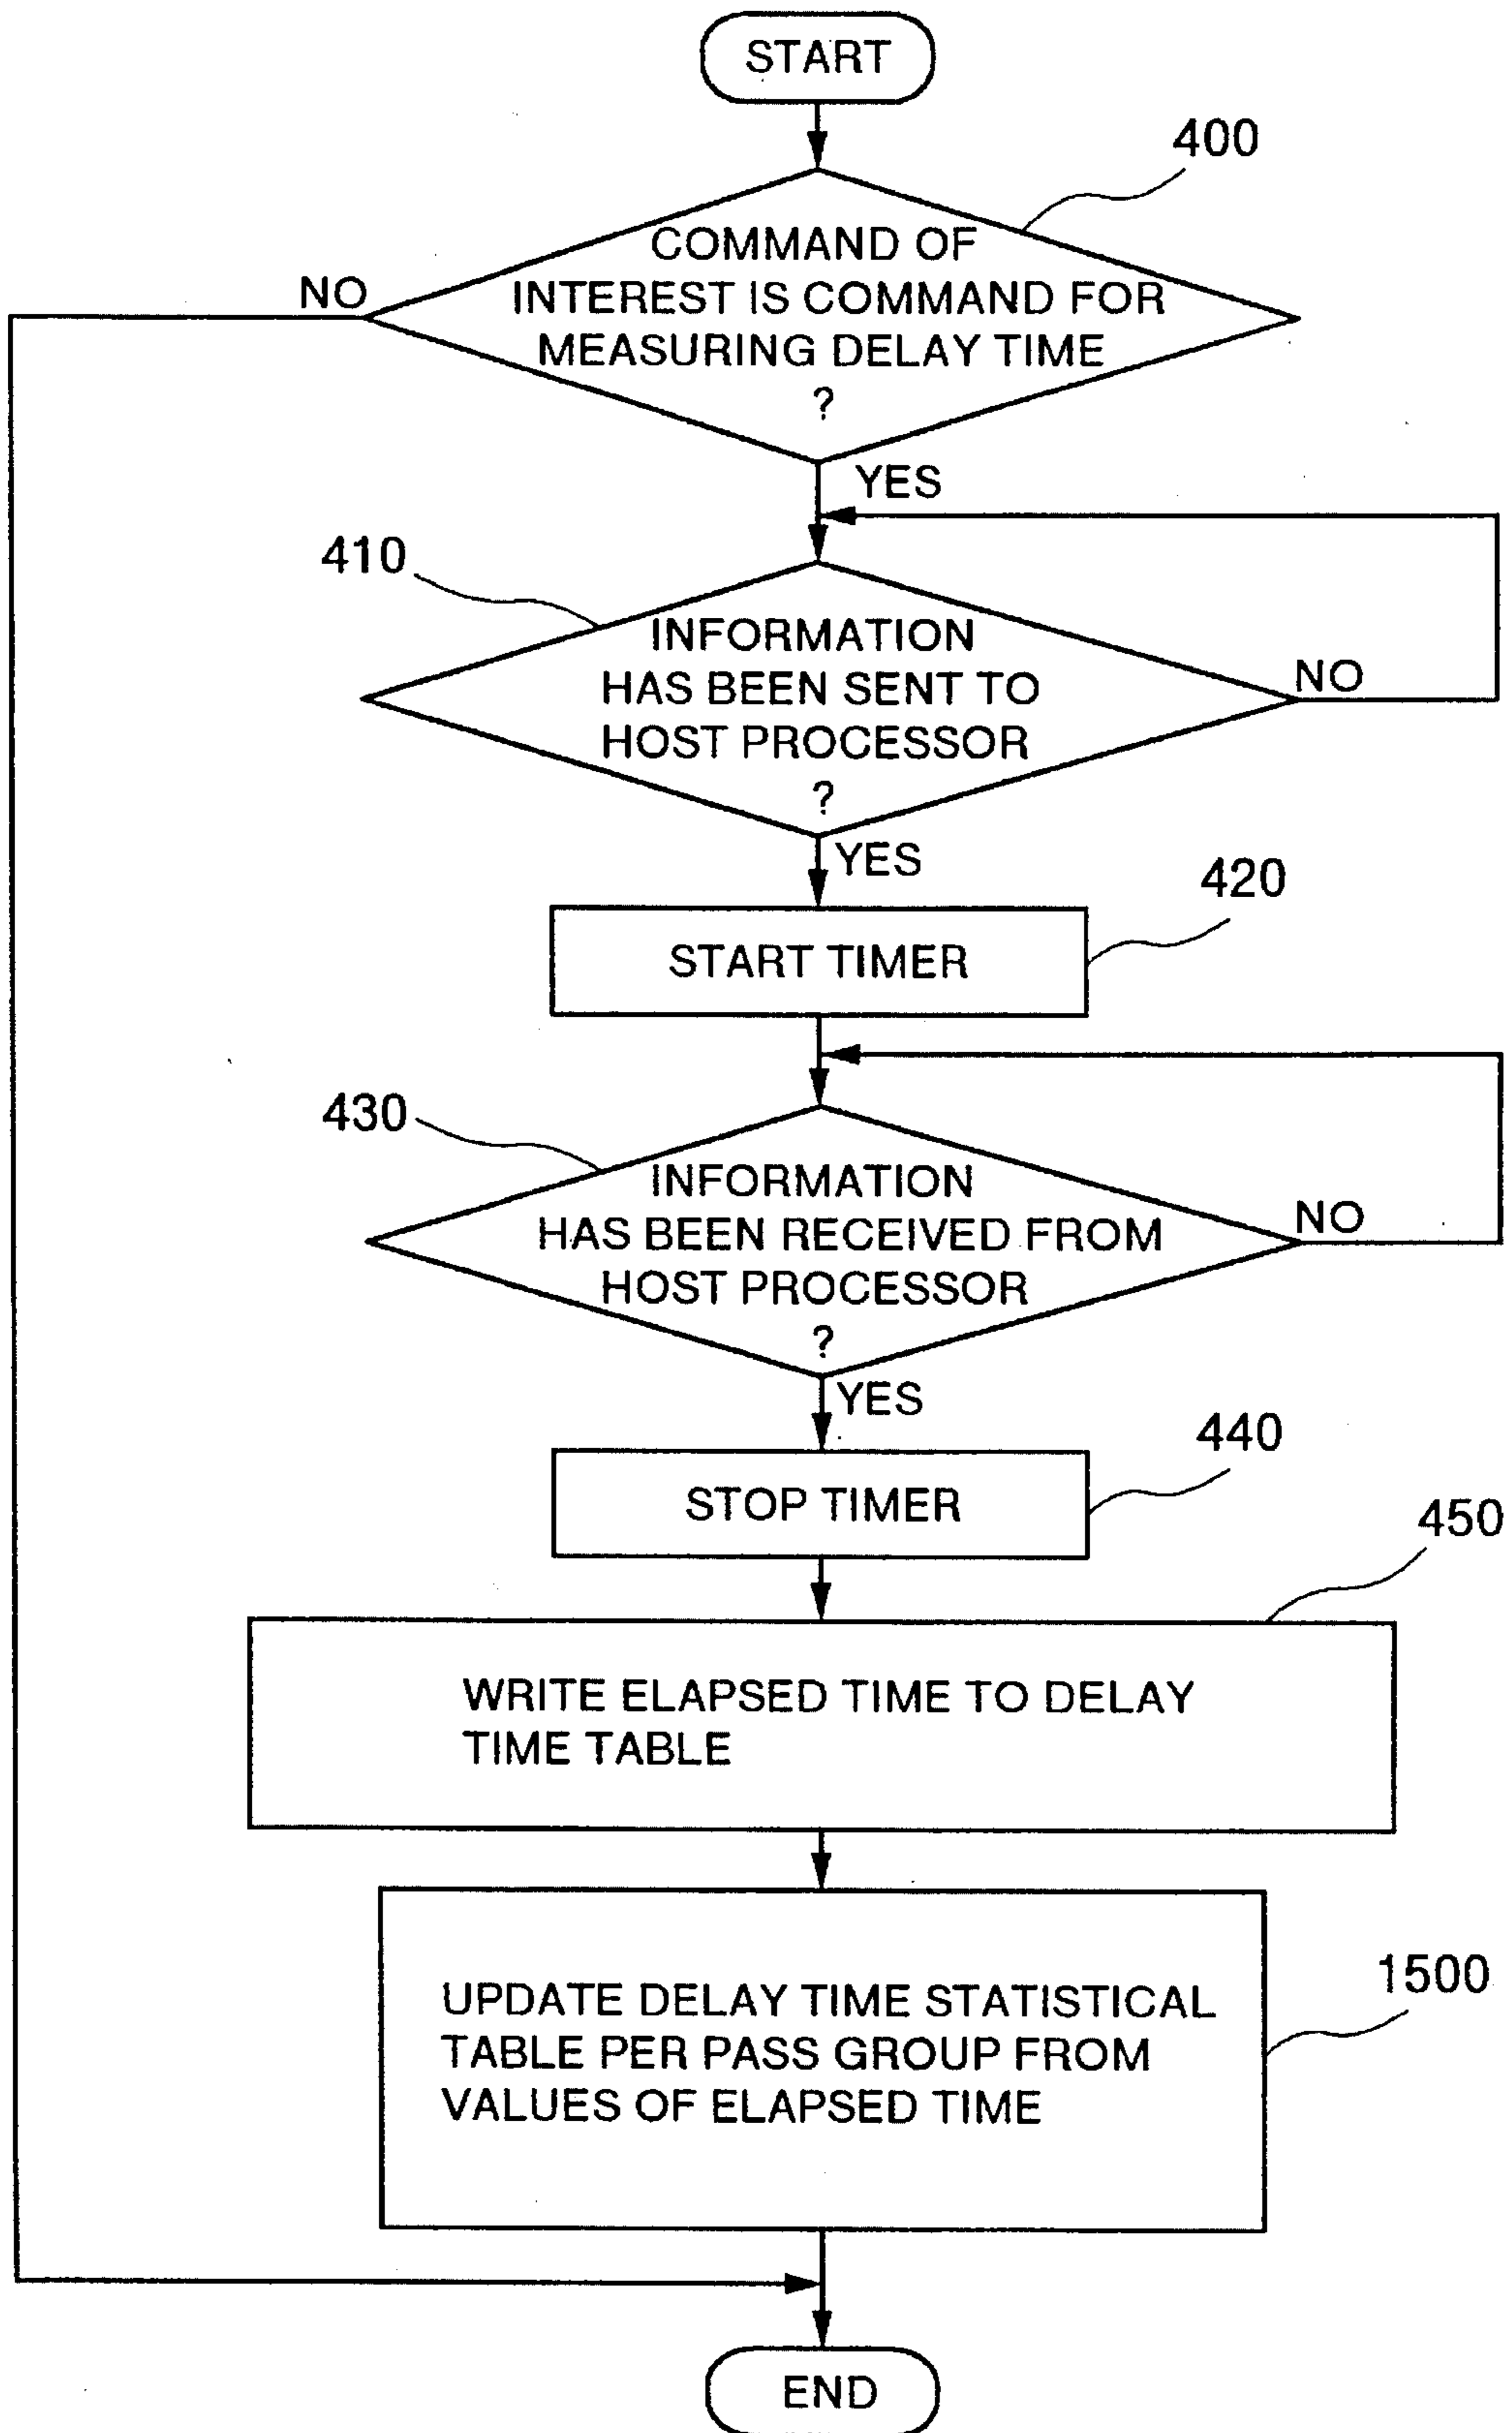 START
400
COMMAND OF
INTEREST IS COMMAND FOR
MEASURING DELAY TIME
?
NO
YES
410
INFORMATION
HAS BEEN SENT TO
HOST PROCESSOR
?
NO
YES
420
START TIMER
430
INFORMATION
HAS BEEN RECEIVED FROM
HOST PROCESSOR
?
NO
YES
440
STOP TIMER
450
WRITE ELAPSED TIME TO DELAY
TIME TABLE
1500
UPDATE DELAY TIME STATISTICAL
TABLE PER PASS GROUP FROM
VALUES OF ELAPSED TIME
END